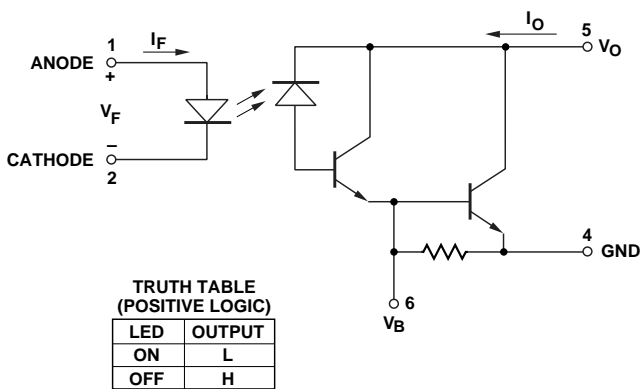 1
I_F
ANODE
+
V_F
–
CATHODE
2
I_O
5
V_O
4
GND
6
V_B
TRUTH TABLE
(POSITIVE LOGIC)
LED OUTPUT
ON L
OFF H